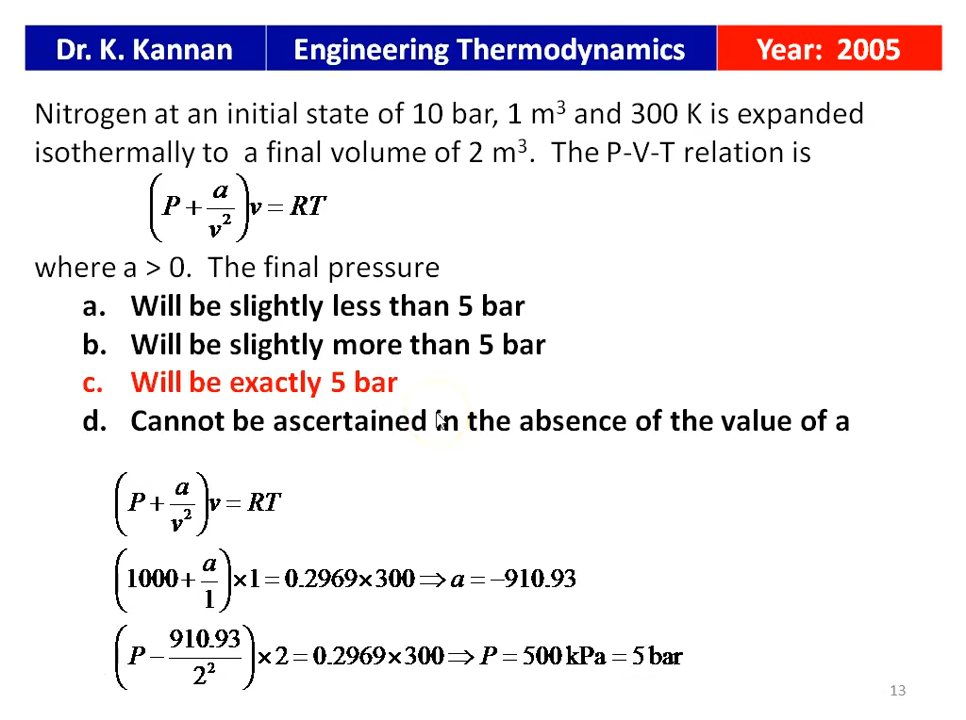 Dr. K. Kannan Engineering Thermodynamics Year: 2005
Nitrogen at an initial state of 10 bar, 1 m³ and 300 K is expanded
isothermally to a final volume of 2 m³. The P-V-T relation is
(P + a/v²)v = RT
where a > 0. The final pressure
a. Will be slightly less than 5 bar
b. Will be slightly more than 5 bar
c. Will be exactly 5 bar
d. Cannot be ascertained in the absence of the value of a
(P + a/v²)v = RT
(1000 + a/1) × 1 = 0.2969 × 300 ⇒ a = −910.93
(P − 910.93/2²) × 2 = 0.2969 × 300 ⇒ P = 500 kPa = 5 bar
13